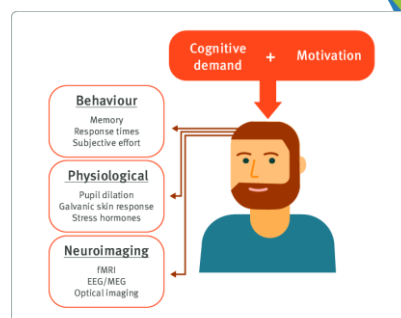 Cognitive
demand
+
Motivation
Behaviour
Memory
Response times
Subjective effort
Physiological
Pupil dilation
Galvanic skin response
Stress hormones
Neuroimaging
fMRI
EEG/MEG
Optical imaging